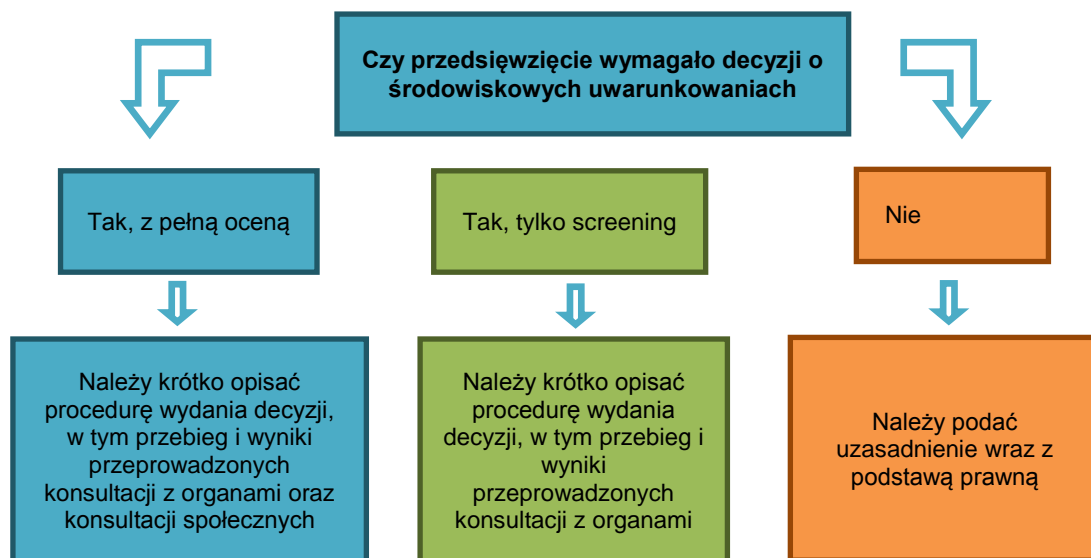 Czy przedsięwzięcie wymagało decyzji o
środowiskowych uwarunkowaniach
Tak, z pełną oceną
Tak, tylko screening
Nie
Należy krótko opisać
procedurę wydania decyzji,
w tym przebieg i wyniki
przeprowadzonych
konsultacji z organami oraz
konsultacji społecznych
Należy krótko opisać
procedurę wydania
decyzji, w tym przebieg i
wyniki
przeprowadzonych
konsultacji z organami
Należy podać
uzasadnienie wraz z
podstawą prawną